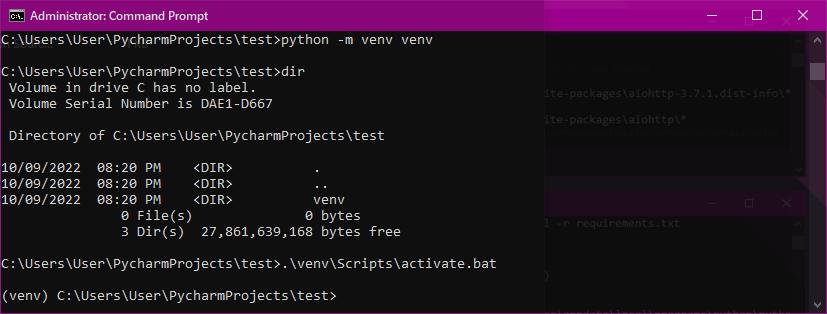 Administrator: Command Prompt
C:\Users\User\PycharmProjects\test>python -m venv venv
C:\Users\User\PycharmProjects\test>dir
 Volume in drive C has no label.
 Volume Serial Number is DAE1-D667
 Directory of C:\Users\User\PycharmProjects\test
10/09/2022  08:20 PM    <DIR>          .
10/09/2022  08:20 PM    <DIR>          ..
10/09/2022  08:20 PM    <DIR>          venv
               0 File(s)              0 bytes
               3 Dir(s)  27,861,639,168 bytes free
C:\Users\User\PycharmProjects\test>.\venv\Scripts\activate.bat
(venv) C:\Users\User\PycharmProjects\test>
ite-packages\aiohttp-3.7.1.dist-info\*
ite-packages\aiohttp\*
-r requirements.txt